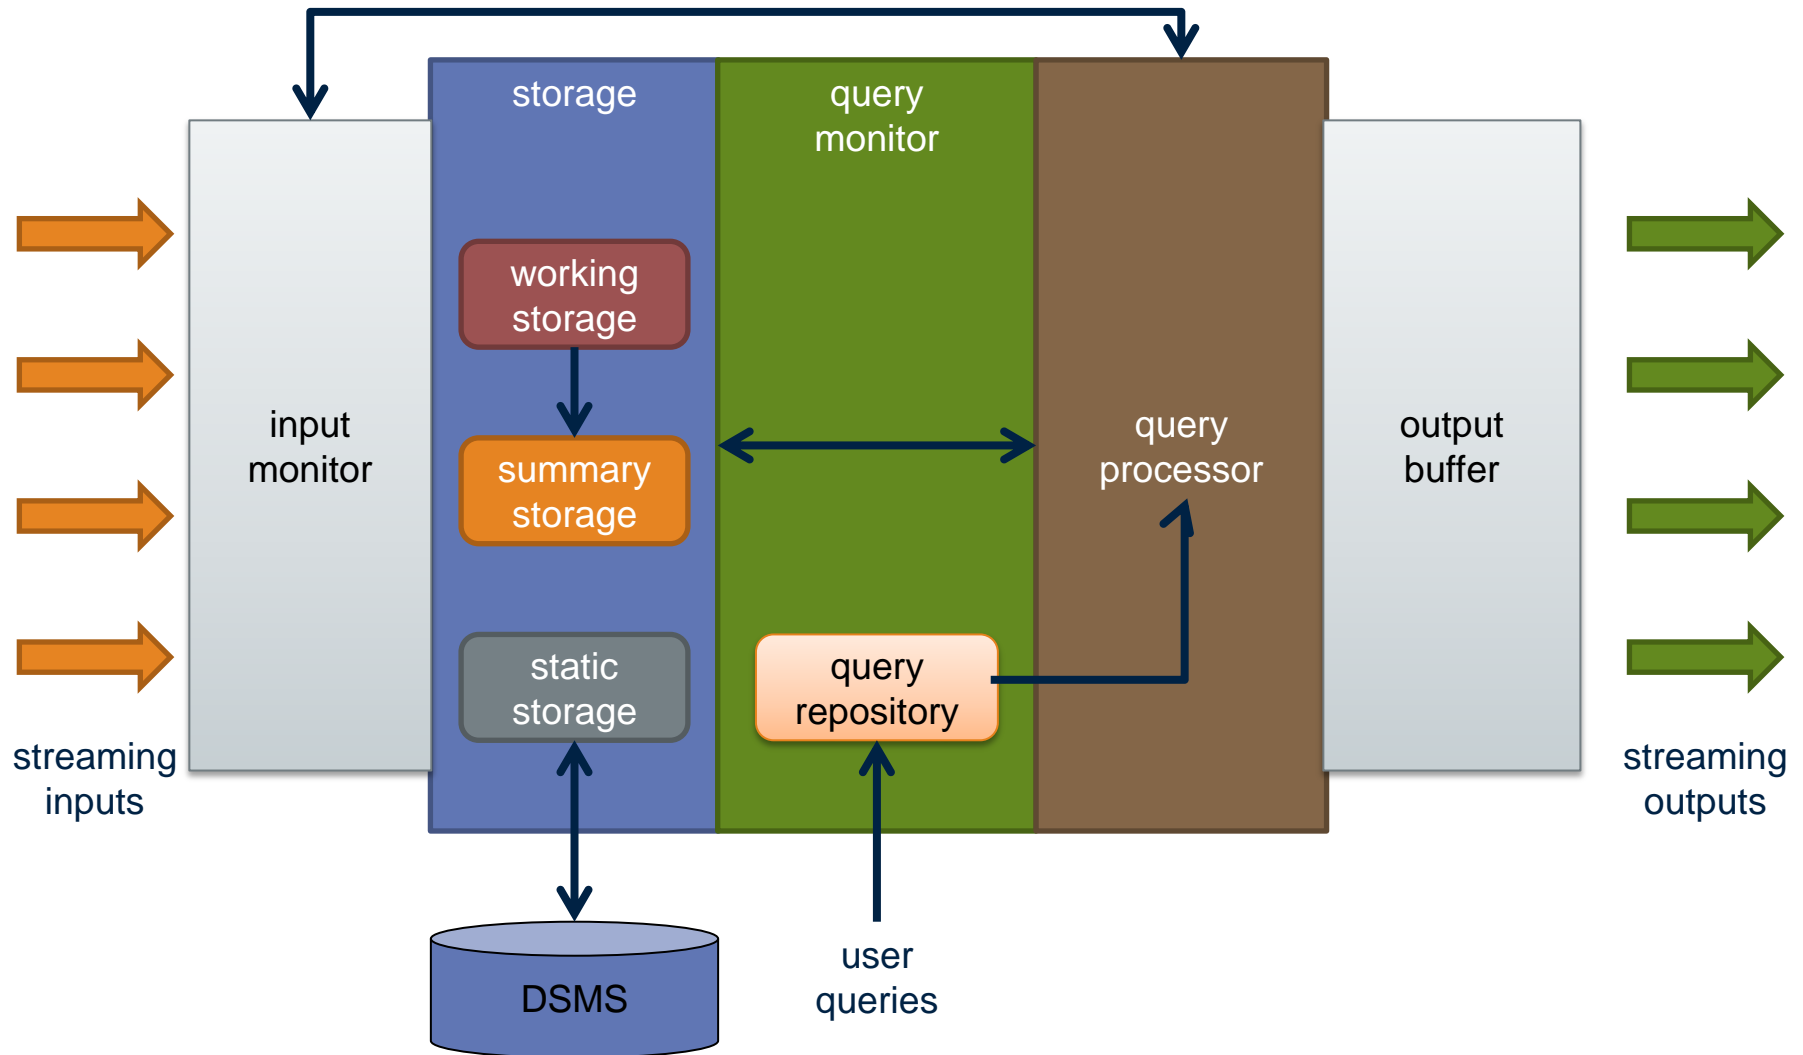 storage
query
monitor
working
storage
input
monitor
summary
storage
query
processor
output
buffer
static
storage
query
repository
streaming
inputs
streaming
outputs
DSMS
user
queries